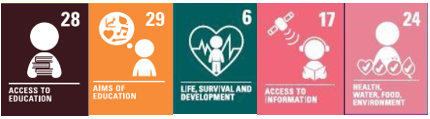 28
ACCESS TO
EDUCATION
29
AIMS OF
EDUCATION
6
LIFE, SURVIVAL AND
DEVELOPMENT
17
ACCESS TO
INFORMATION
24
HEALTH,
WATER, FOOD,
ENVIRONMENT